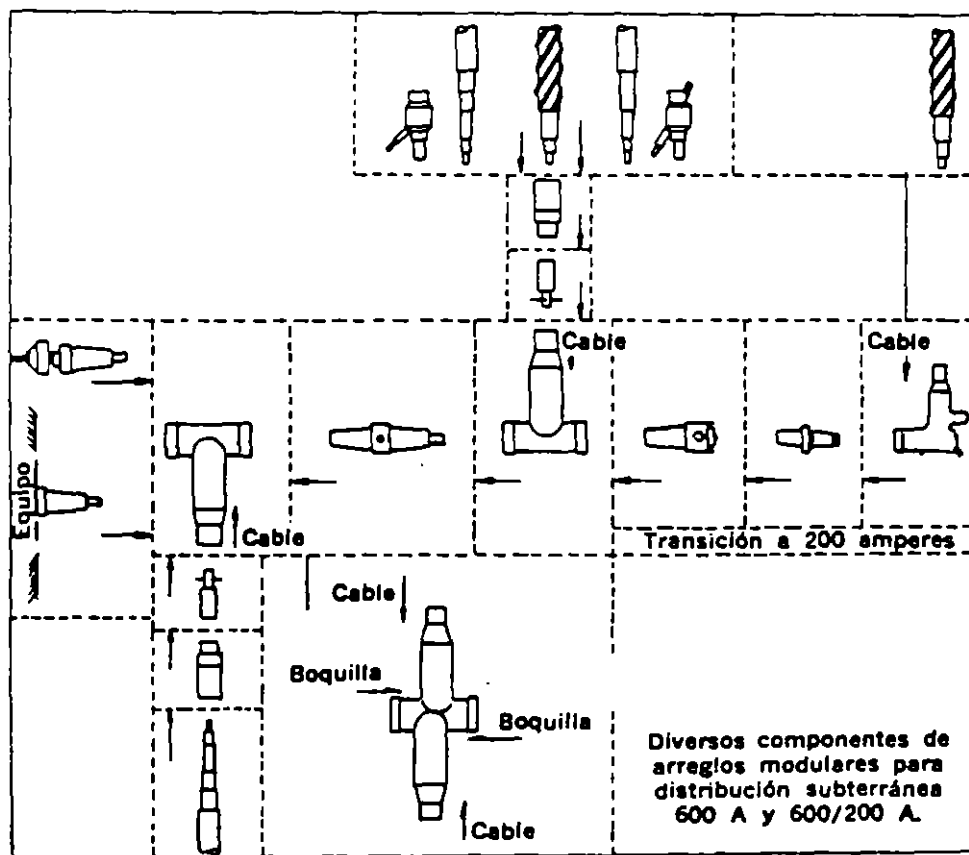 Cable
Cable
Equipo
Cable
Transición a 200 amperes
Cable
Boquilla
Boquilla
Cable
Diversos componentes de
arreglos modulares para
distribución subterránea
600 A y 600/200 A.